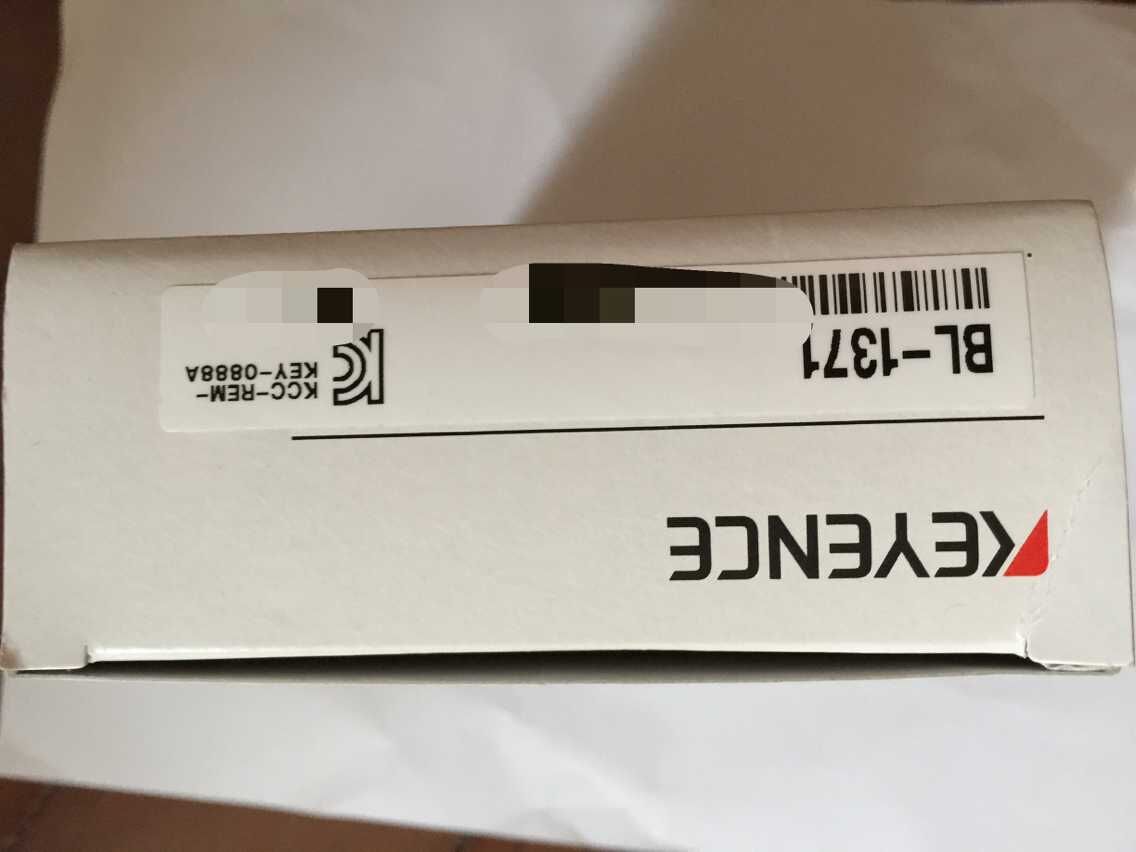 KEYENCE
BL-1371
KCC-REM-
KEY-0888A